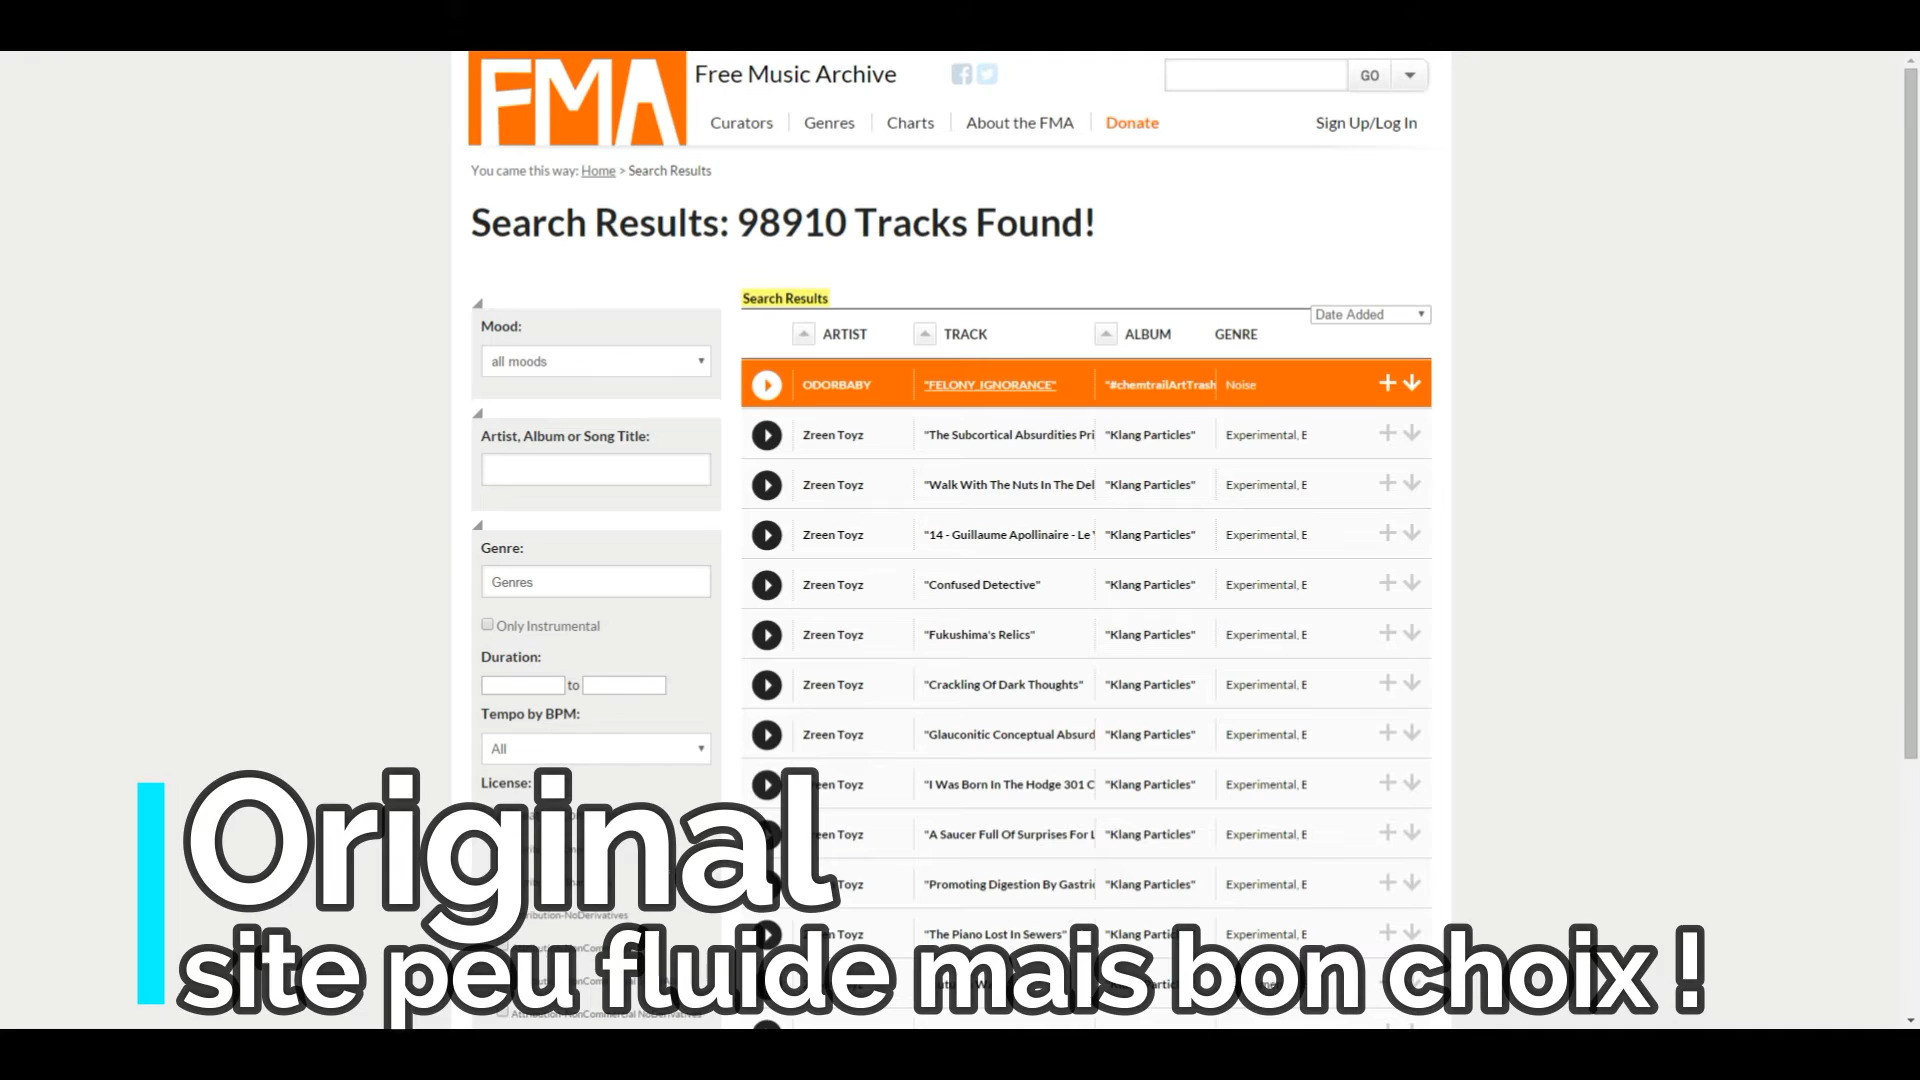 FMA Free Music Archive GO
Curators Genres Charts About the FMA Donate Sign Up/Log In
You came this way: Home > Search Results
Search Results: 98910 Tracks Found!
Search Results
Date Added
Mood:
all moods
Artist, Album or Song Title:
Genre:
Genres
Only Instrumental
Duration:
to
Tempo by BPM:
All
License:
ARTIST TRACK ALBUM GENRE
ODORBABY "FELONY_IGNORANCE" "#chemtrailArtTrash Noise
Zreen Toyz "The Subcortical Absurdities Pri "Klang Particles" Experimental, E
Zreen Toyz "Walk With The Nuts In The Del "Klang Particles" Experimental, E
Zreen Toyz "14 - Guillaume Apollinaire - Le "Klang Particles" Experimental, E
Zreen Toyz "Confused Detective" "Klang Particles" Experimental, E
Zreen Toyz "Fukushima's Relics" "Klang Particles" Experimental, E
Zreen Toyz "Crackling Of Dark Thoughts" "Klang Particles" Experimental, E
Zreen Toyz "Glauconitic Conceptual Absurd "Klang Particles" Experimental, E
"I Was Born In The Hodge 301 C "Klang Particles" Experimental, E
Toyz "A Saucer Full Of Surprises For L "Klang Particles" Experimental, E
Toyz "Promoting Digestion By Gastric "Klang Particles" Experimental, E
Zreen Toyz "The Piano Lost In Sewers" "Klang Experimental, E
Original
site peu fluide mais bon choix !